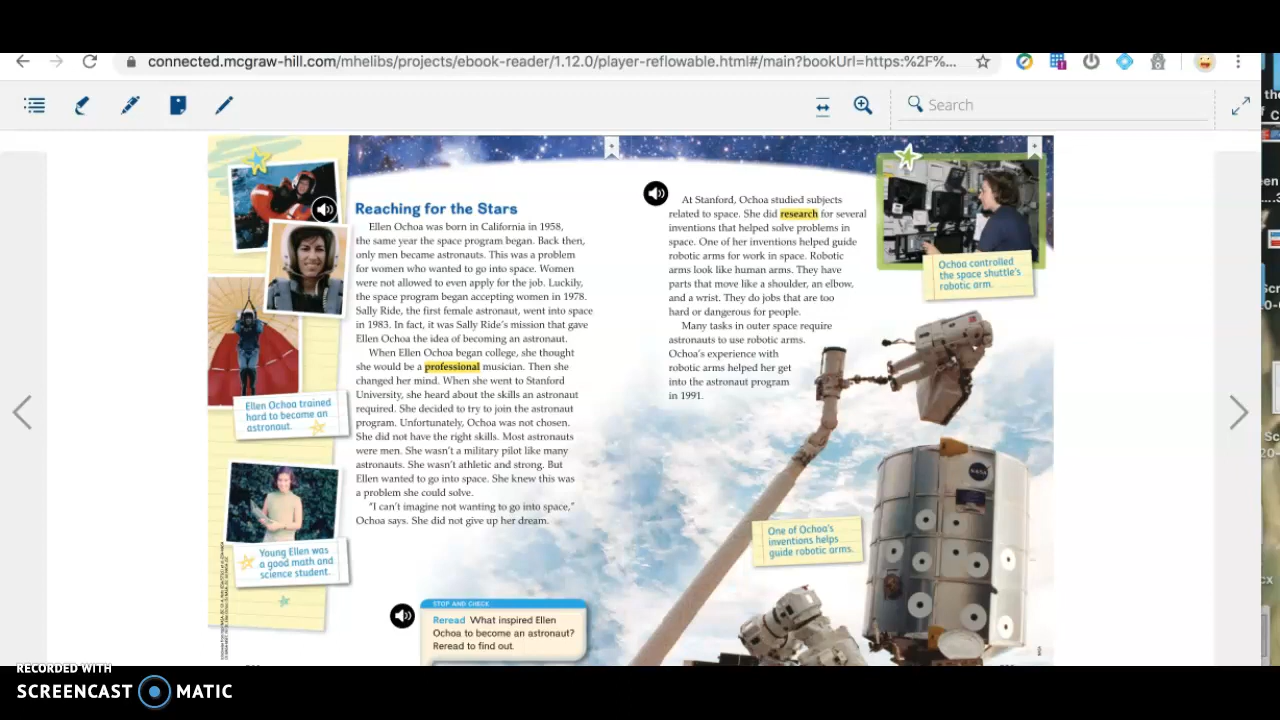 connected.mcgraw-hill.com/mhelibs/projects/ebook-reader/1.12.0/player-reflowable.html#/main?bookUrl=https:%2F%...
Search
Reaching for the Stars
Ellen Ochoa was born in California in 1958,
the same year the space program began. Back then,
only men became astronauts. This was a problem
for women who wanted to go into space. Women
were not allowed to even apply for the job. Luckily,
the space program began accepting women in 1978.
Sally Ride, the first female astronaut, went into space
in 1983. In fact, it was Sally Ride's mission that gave
Ellen Ochoa the idea of becoming an astronaut.
When Ellen Ochoa began college, she thought
she would be a professional musician. Then she
changed her mind. When she went to Stanford
University, she heard about the skills an astronaut
required. She decided to try to join the astronaut
program. Unfortunately, Ochoa was not chosen.
She did not have the right skills. Most astronauts
were men. She wasn't a military pilot like many
astronauts. She wasn't athletic and strong. But
Ellen wanted to go into space. She knew this was
a problem she could solve.
"I can't imagine not wanting to go into space,"
Ochoa says. She did not give up her dream.
Ellen Ochoa trained
hard to become an
astronaut.
Young Ellen was
a good math and
science student.
STOP AND CHECK
Reread What inspired Ellen
Ochoa to become an astronaut?
Reread to find out.
At Stanford, Ochoa studied subjects
related to space. She did research for several
inventions that helped solve problems in
space. One of her inventions helped guide
robotic arms for work in space. Robotic
arms look like human arms. They have
parts that move like a shoulder, an elbow,
and a wrist. They do jobs that are too
hard or dangerous for people.
Many tasks in outer space require
astronauts to use robotic arms.
Ochoa's experience with
robotic arms helped her get
into the astronaut program
in 1991.
Ochoa controlled
the space shuttle's
robotic arm.
One of Ochoa's
inventions helps
guide robotic arms.
NASA
RECORDED WITH
SCREENCAST MATIC